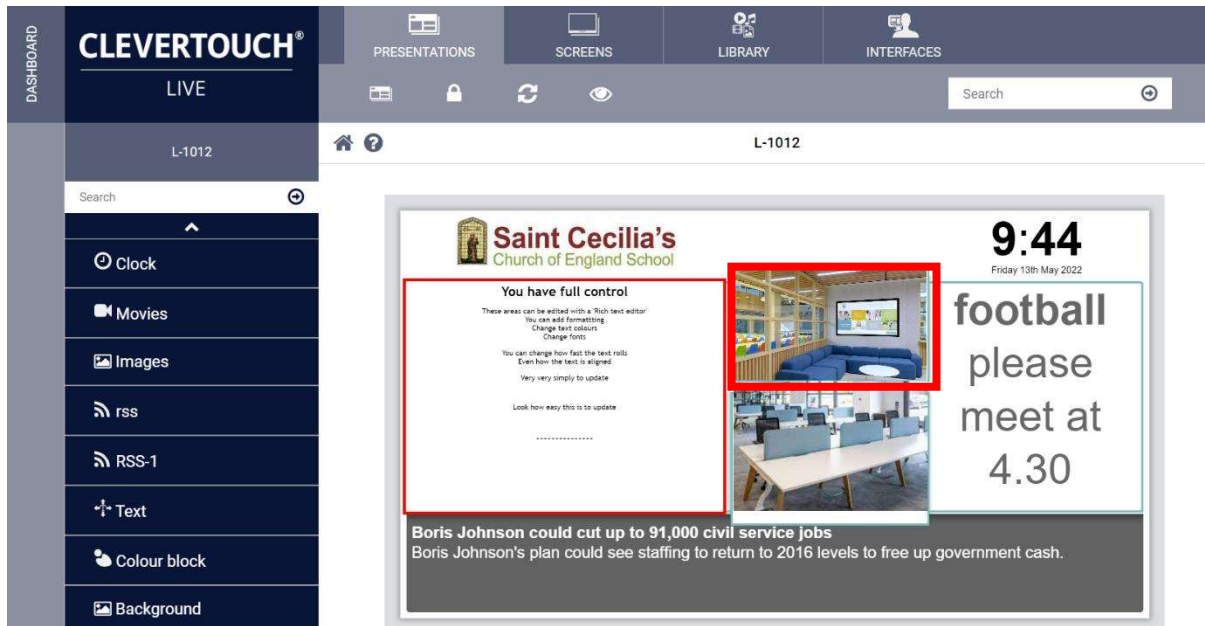 DASHBOARD
CLEVERTOUCH®
LIVE
PRESENTATIONS
SCREENS
LIBRARY
INTERFACES
Search
L-1012
L-1012
Search
Clock
Movies
Images
rss
RSS-1
Text
Colour block
Background
Saint Cecilia's
Church of England School
9:44
Friday 13th May 2022
You have full control
These areas can be edited with a 'Rich text editor'
You can add formattting
Change text colours
Change fonts
You can change how fast the text rolls
Even how the text is aligned
Very very simply to update
Look how easy this is to update
---------------
football
please
meet at
4.30
Boris Johnson could cut up to 91,000 civil service jobs
Boris Johnson's plan could see staffing to return to 2016 levels to free up government cash.